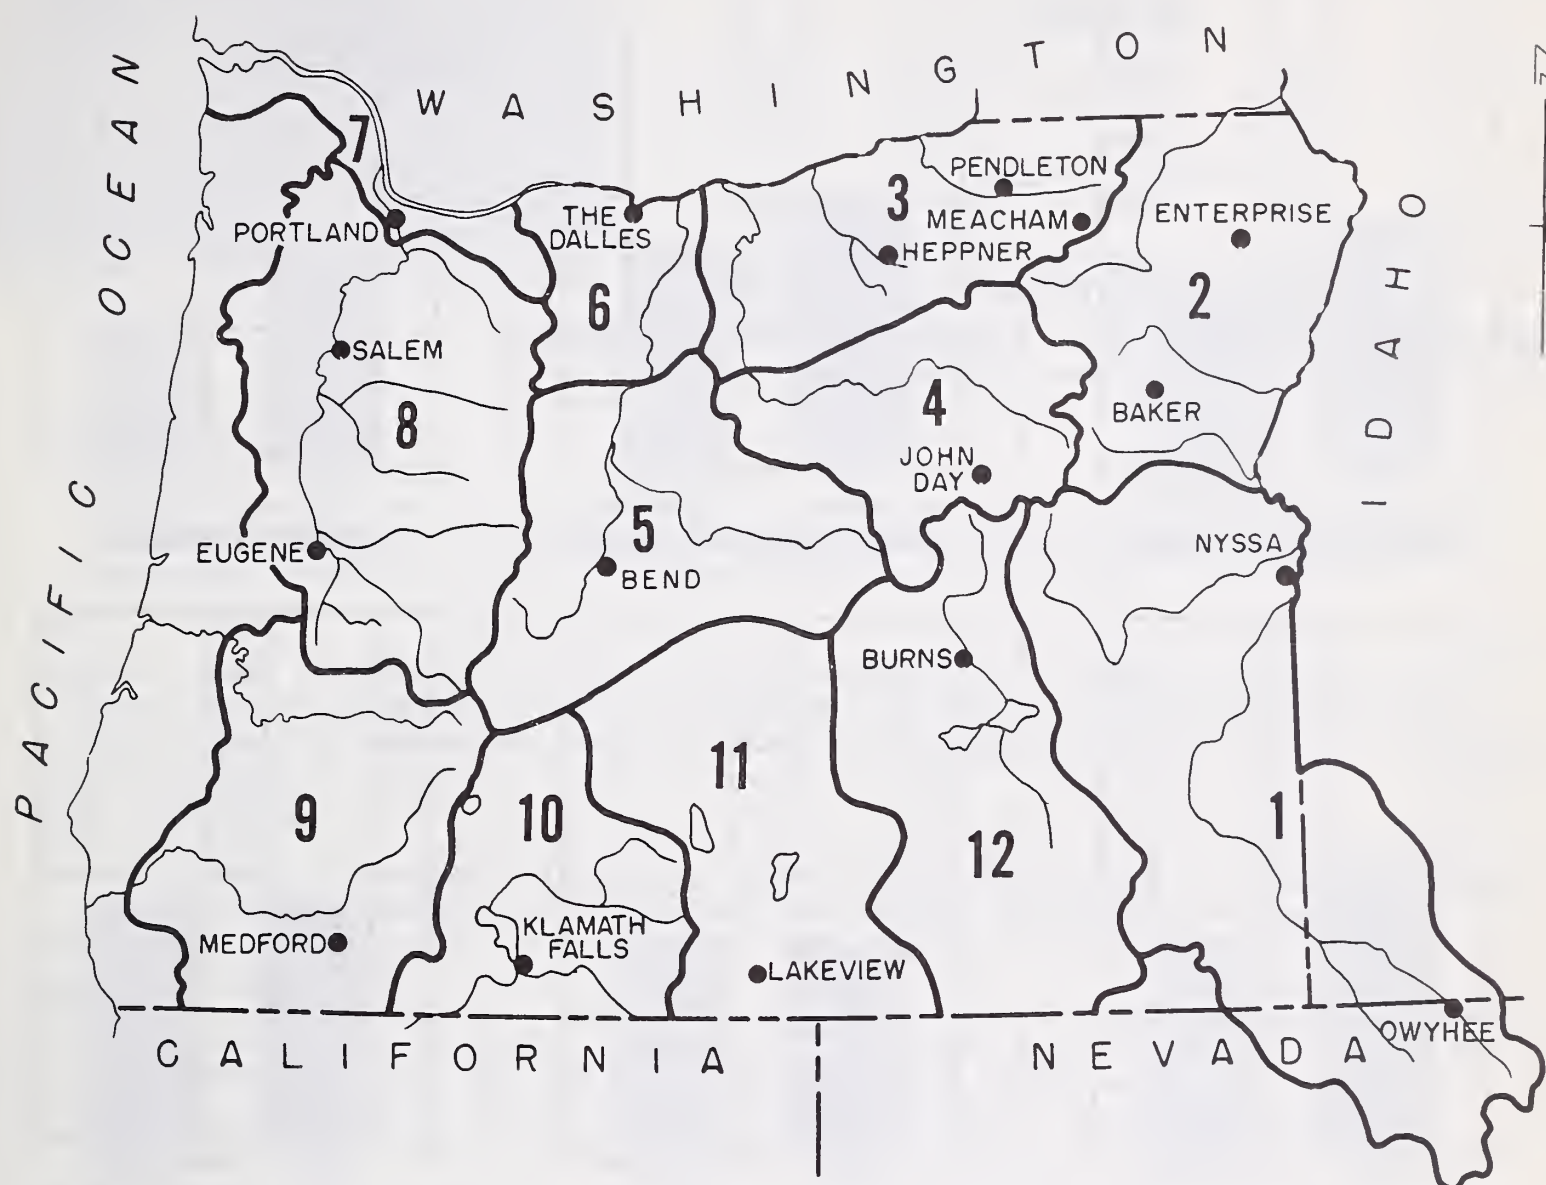 WASHINGTON
PACIFIC OCEAN
IDAHO
7
PENDLETON
3
MEACHAM
ENTERPRISE
THE
DALLES
PORTLAND
HEPPNER
2
6
SALEM
4
BAKER
8
JOHN
DAY
5
NYSSA
EUGENE
BEND
BURNS
11
9
10
1
12
KLAMATH
FALLS
MEDFORD
LAKEVIEW
OWYHEE
CALIFORNIA
NEVADA